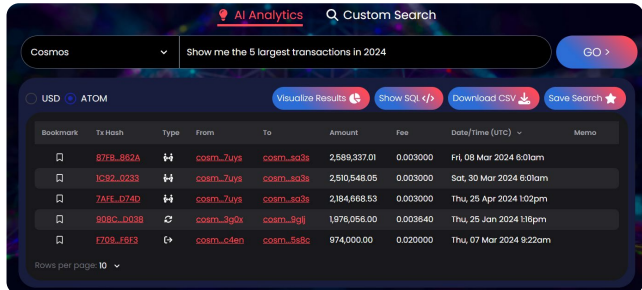 AI Analytics Custom Search
Cosmos Show me the 5 largest transactions in 2024 GO >
USD ATOM Visualize Results Show SQL </> Download CSV Save Search
Bookmark Tx Hash Type From To Amount Fee Date/Time (UTC) Memo
87FB...862A cosm...7uys cosm...sa3s 2,589,337.01 0.003000 Fri, 08 Mar 2024 6:01am
1C92...0233 cosm...7uys cosm...sa3s 2,510,548.05 0.003000 Sat, 30 Mar 2024 6:01am
7AFE...D74D cosm...7uys cosm...sa3s 2,184,668.53 0.003000 Thu, 25 Apr 2024 1:02pm
908C...D03B cosm...3g0x cosm...9glj 1,976,056.00 0.003640 Thu, 25 Jan 2024 1:16pm
F709...F6F3 cosm...c4en cosm...5s8c 974,000.00 0.020000 Thu, 07 Mar 2024 9:22am
Rows per page: 10